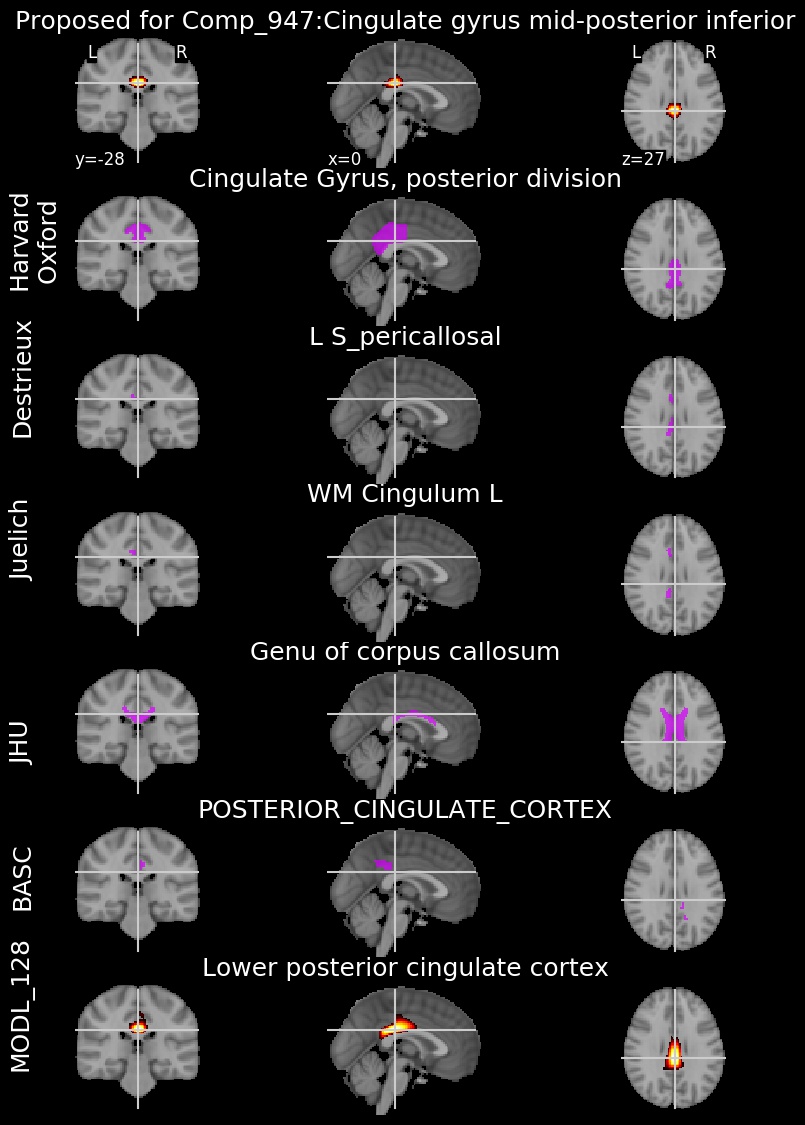 Proposed for Comp_947:Cingulate gyrus mid-posterior inferior
L R L R
y=-28 x=0 z=27
Cingulate Gyrus, posterior division
Harvard
Oxford
L S_pericallosal
Destrieux
WM Cingulum L
Juelich
Genu of corpus callosum
JHU
POSTERIOR_CINGULATE_CORTEX
BASC
Lower posterior cingulate cortex
MODL_128